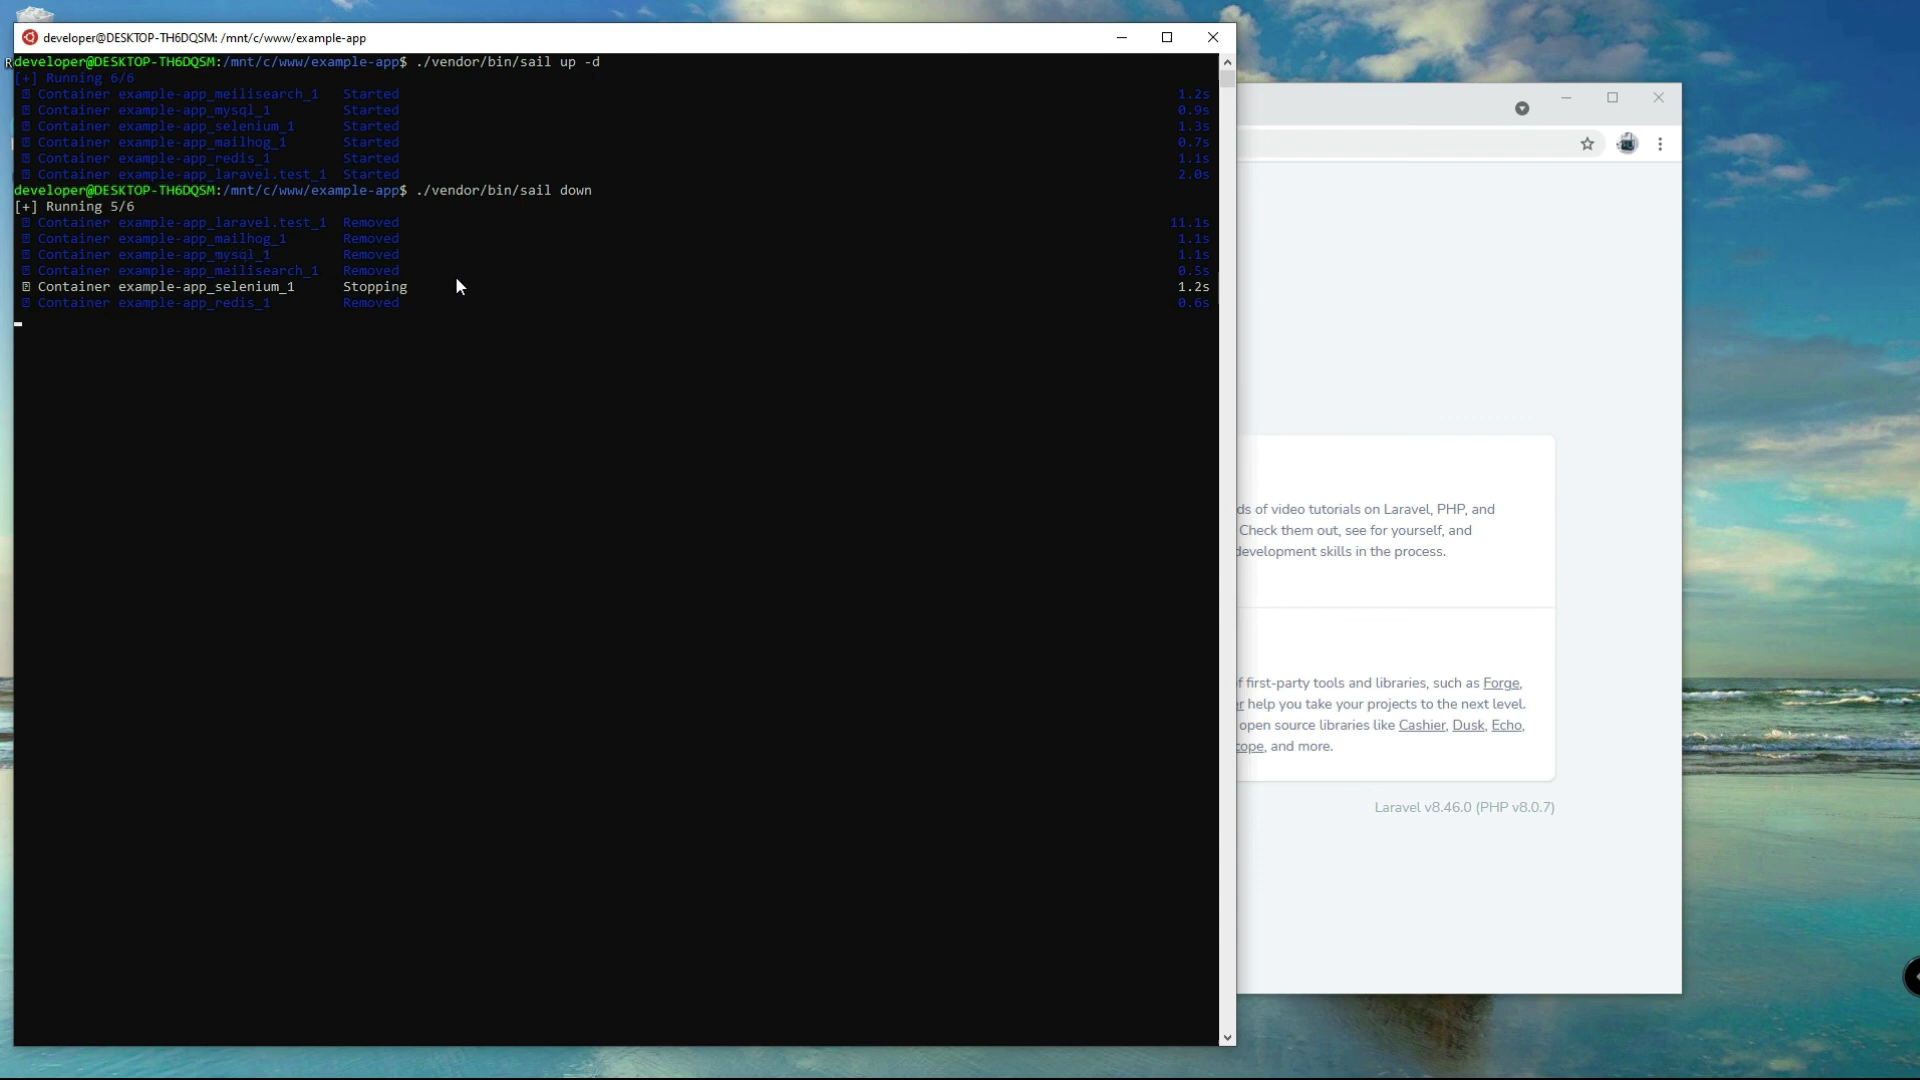 developer@DESKTOP-TH6DQSM: /mnt/c/www/example-app
developer@DESKTOP-TH6DQSM:/mnt/c/www/example-app$ ./vendor/bin/sail up -d
[+] Running 6/6
Container example-app_meilisearch_1 Started 1.2s
Container example-app_mysql_1 Started 0.9s
Container example-app_selenium_1 Started 1.3s
Container example-app_mailhog_1 Started 0.7s
Container example-app_redis_1 Started 1.1s
Container example-app_laravel.test_1 Started 2.0s
developer@DESKTOP-TH6DQSM:/mnt/c/www/example-app$ ./vendor/bin/sail down
[+] Running 5/6
Container example-app_laravel.test_1 Removed 11.1s
Container example-app_mailhog_1 Removed 1.1s
Container example-app_mysql_1 Removed 1.1s
Container example-app_meilisearch_1 Removed 0.5s
Container example-app_selenium_1 Stopping 1.2s
Container example-app_redis_1 Removed 0.6s
ds of video tutorials on Laravel, PHP, and
Check them out, see for yourself, and
development skills in the process.
f first-party tools and libraries, such as Forge,
er help you take your projects to the next level.
open source libraries like Cashier, Dusk, Echo,
cope, and more.
Laravel v8.46.0 (PHP v8.0.7)